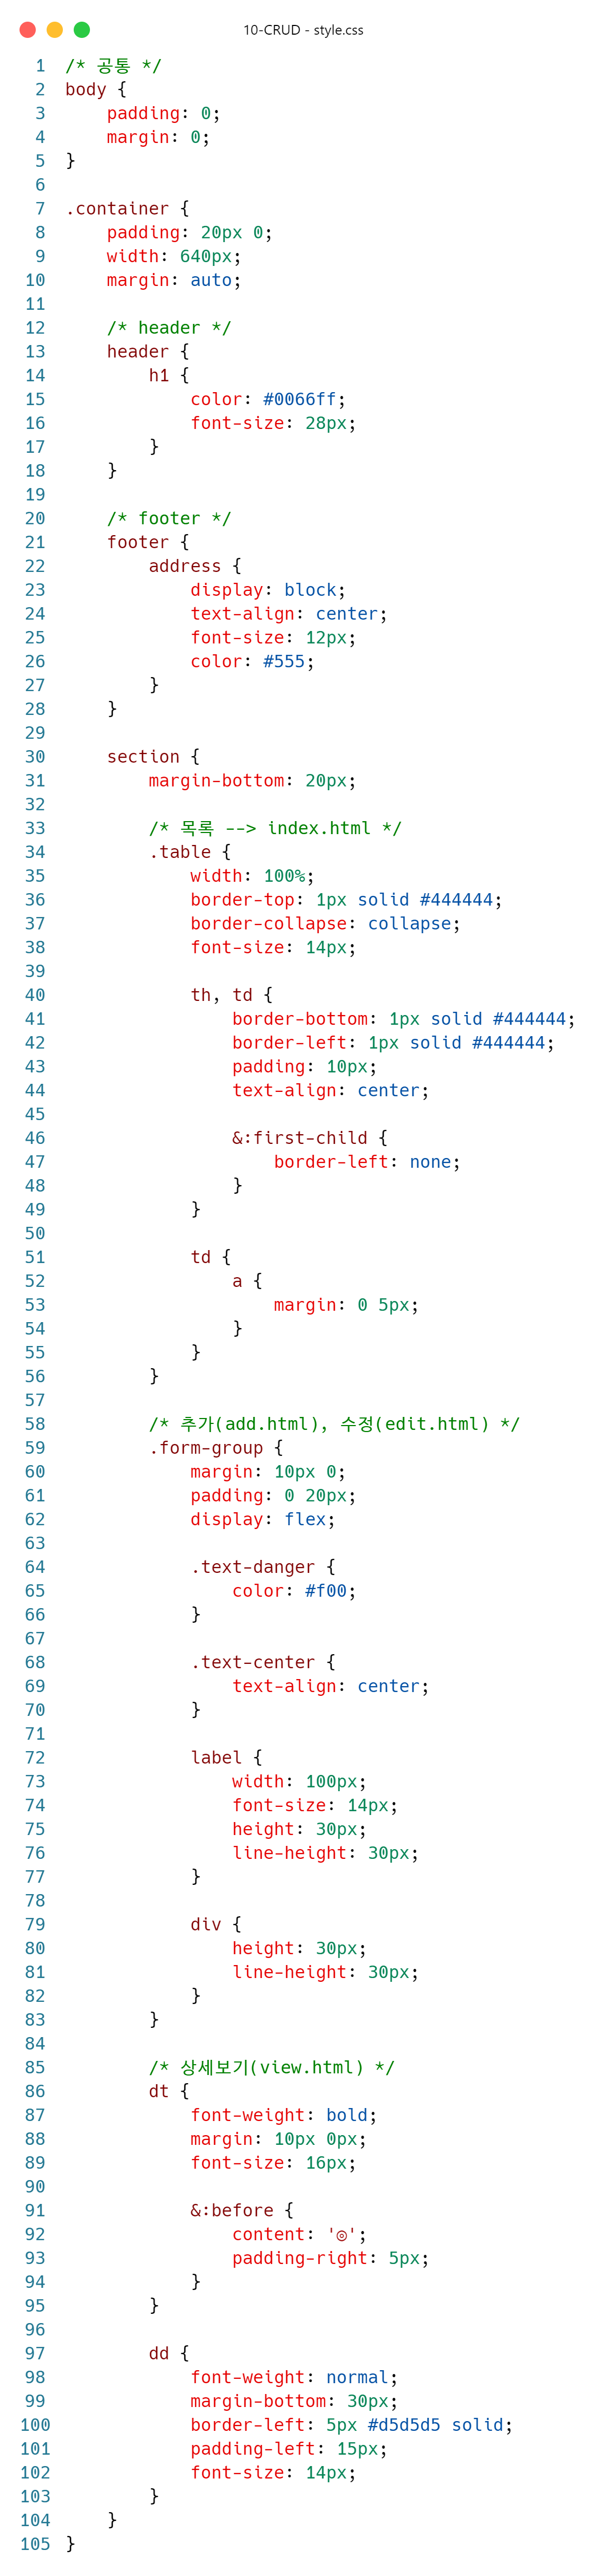 10-CRUD - style.css
1 /* 공통 */
2 body {
3     padding: 0;
4     margin: 0;
5 }
6
7 .container {
8     padding: 20px 0;
9     width: 640px;
10     margin: auto;
11
12     /* header */
13     header {
14         h1 {
15             color: #0066ff;
16             font-size: 28px;
17         }
18     }
19
20     /* footer */
21     footer {
22         address {
23             display: block;
24             text-align: center;
25             font-size: 12px;
26             color: #555;
27         }
28     }
29
30     section {
31         margin-bottom: 20px;
32
33         /* 목록 --> index.html */
34         .table {
35             width: 100%;
36             border-top: 1px solid #444444;
37             border-collapse: collapse;
38             font-size: 14px;
39
40             th, td {
41                 border-bottom: 1px solid #444444;
42                 border-left: 1px solid #444444;
43                 padding: 10px;
44                 text-align: center;
45
46                 &:first-child {
47                     border-left: none;
48                 }
49             }
50
51             td {
52                 a {
53                     margin: 0 5px;
54                 }
55             }
56         }
57
58         /* 추가(add.html), 수정(edit.html) */
59         .form-group {
60             margin: 10px 0;
61             padding: 0 20px;
62             display: flex;
63
64             .text-danger {
65                 color: #f00;
66             }
67
68             .text-center {
69                 text-align: center;
70             }
71
72             label {
73                 width: 100px;
74                 font-size: 14px;
75                 height: 30px;
76                 line-height: 30px;
77             }
78
79             div {
80                 height: 30px;
81                 line-height: 30px;
82             }
83         }
84
85         /* 상세보기(view.html) */
86         dt {
87             font-weight: bold;
88             margin: 10px 0px;
89             font-size: 16px;
90
91             &:before {
92                 content: '◎';
93                 padding-right: 5px;
94             }
95         }
96
97         dd {
98             font-weight: normal;
99             margin-bottom: 30px;
100             border-left: 5px #d5d5d5 solid;
101             padding-left: 15px;
102             font-size: 14px;
103         }
104     }
105 }